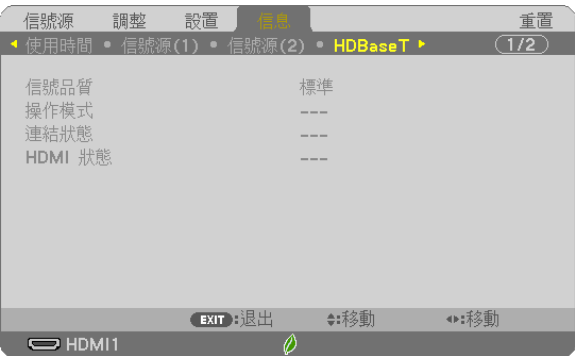 信號源 調整 設置 信息 重置
使用時間 • 信號源(1) • 信號源(2) • HDBaseT 1/2
信號品質 標準
操作模式 ---
連結狀態 ---
HDMI 狀態 ---
EXIT:退出 :移動 :移動
HDMI1